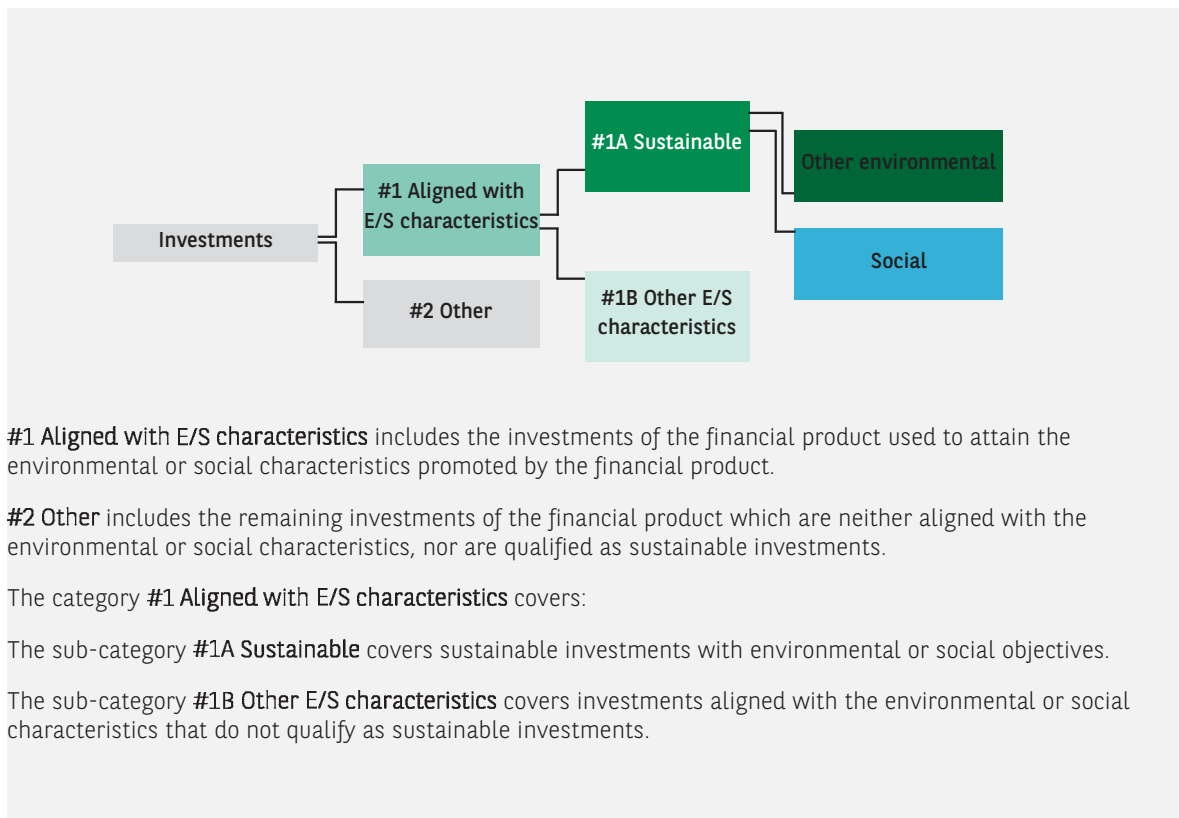 #1A Sustainable
Other environmental
#1 Aligned with
E/S characteristics
Investments
Social
#2 Other
#1B Other E/S
characteristics
#1 Aligned with E/S characteristics includes the investments of the financial product used to attain the
environmental or social characteristics promoted by the financial product.
#2 Other includes the remaining investments of the financial product which are neither aligned with the
environmental or social characteristics, nor are qualified as sustainable investments.
The category #1 Aligned with E/S characteristics covers:
The sub-category #1A Sustainable covers sustainable investments with environmental or social objectives.
The sub-category #1B Other E/S characteristics covers investments aligned with the environmental or social
characteristics that do not qualify as sustainable investments.